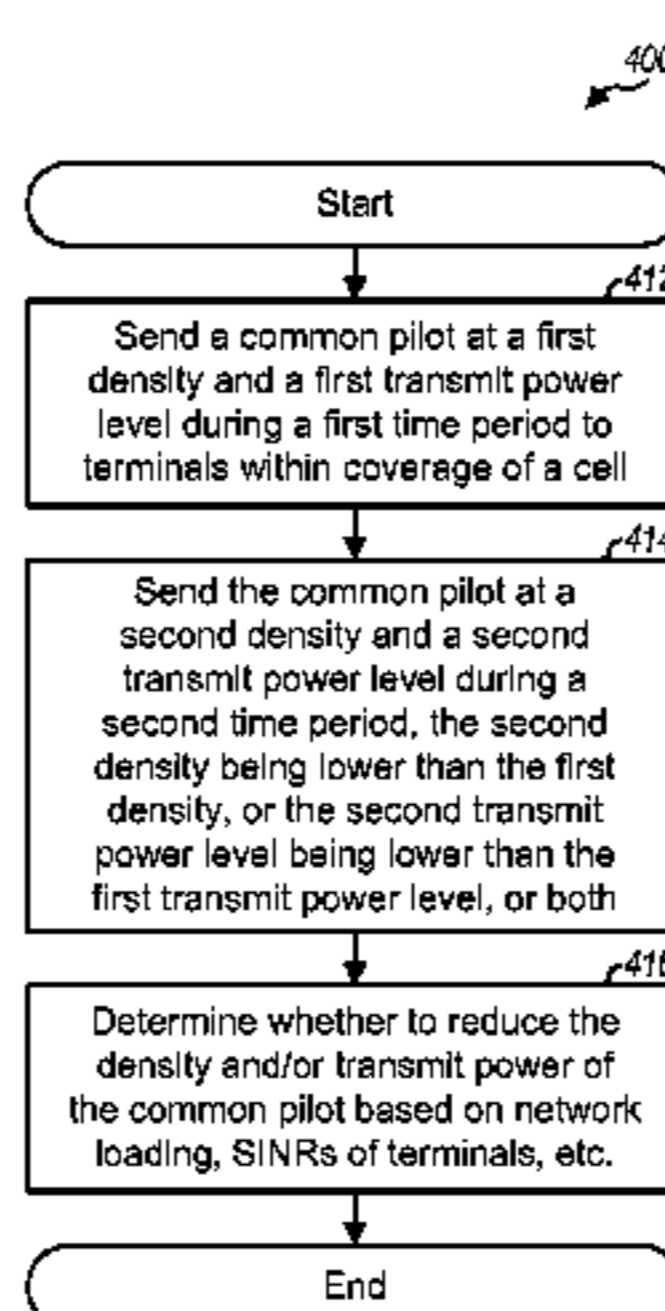 400
Start
412
Send a common pilot at a first
density and a first transmit power
level during a first time period to
terminals within coverage of a cell
414
Send the common pilot at a
second density and a second
transmit power level during a
second time period, the second
density being lower than the first
density, or the second transmit
power level being lower than the
first transmit power level, or both
416
Determine whether to reduce the
density and/or transmit power of
the common pilot based on network
loading, SINRs of terminals, etc.
End